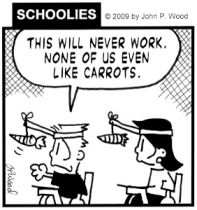 SCHOOLIES © 2009 by John P. Wood
THIS WILL NEVER WORK.
NONE OF US EVEN
LIKE CARROTS.